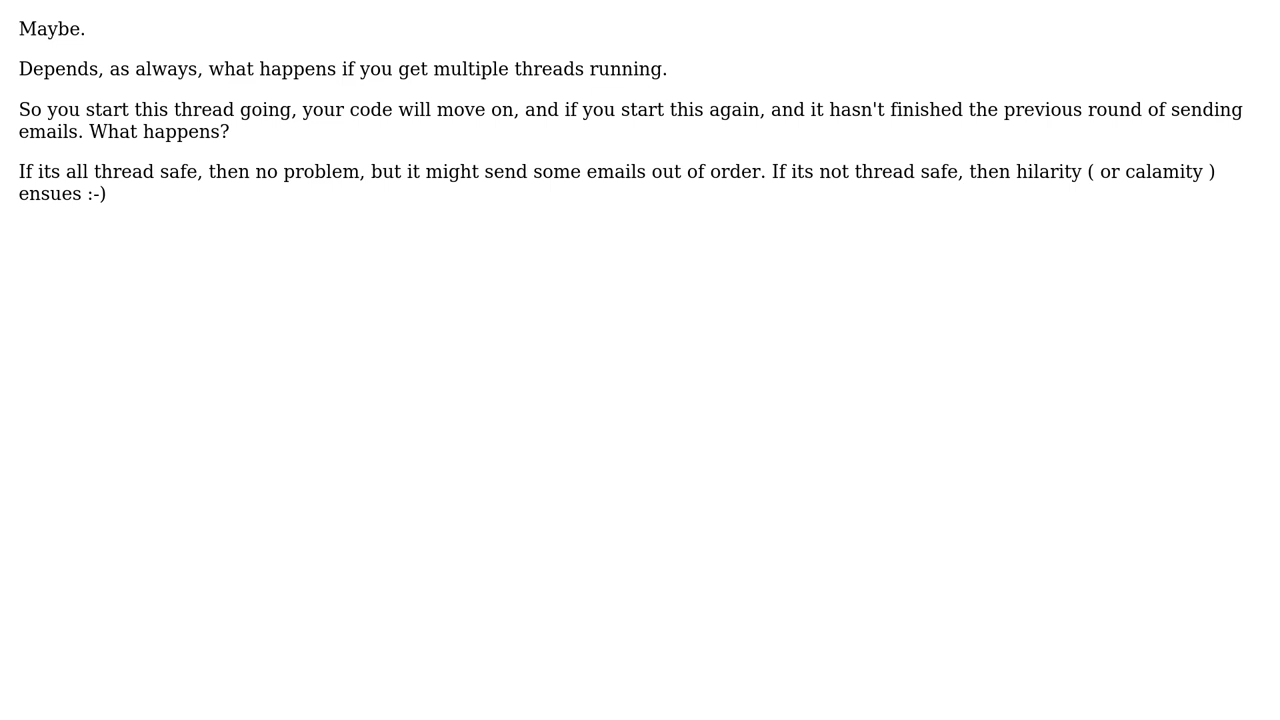 Maybe.
Depends, as always, what happens if you get multiple threads running.
So you start this thread going, your code will move on, and if you start this again, and it hasn't finished the previous round of sending
emails. What happens?
If its all thread safe, then no problem, but it might send some emails out of order. If its not thread safe, then hilarity ( or calamity )
ensues :-)